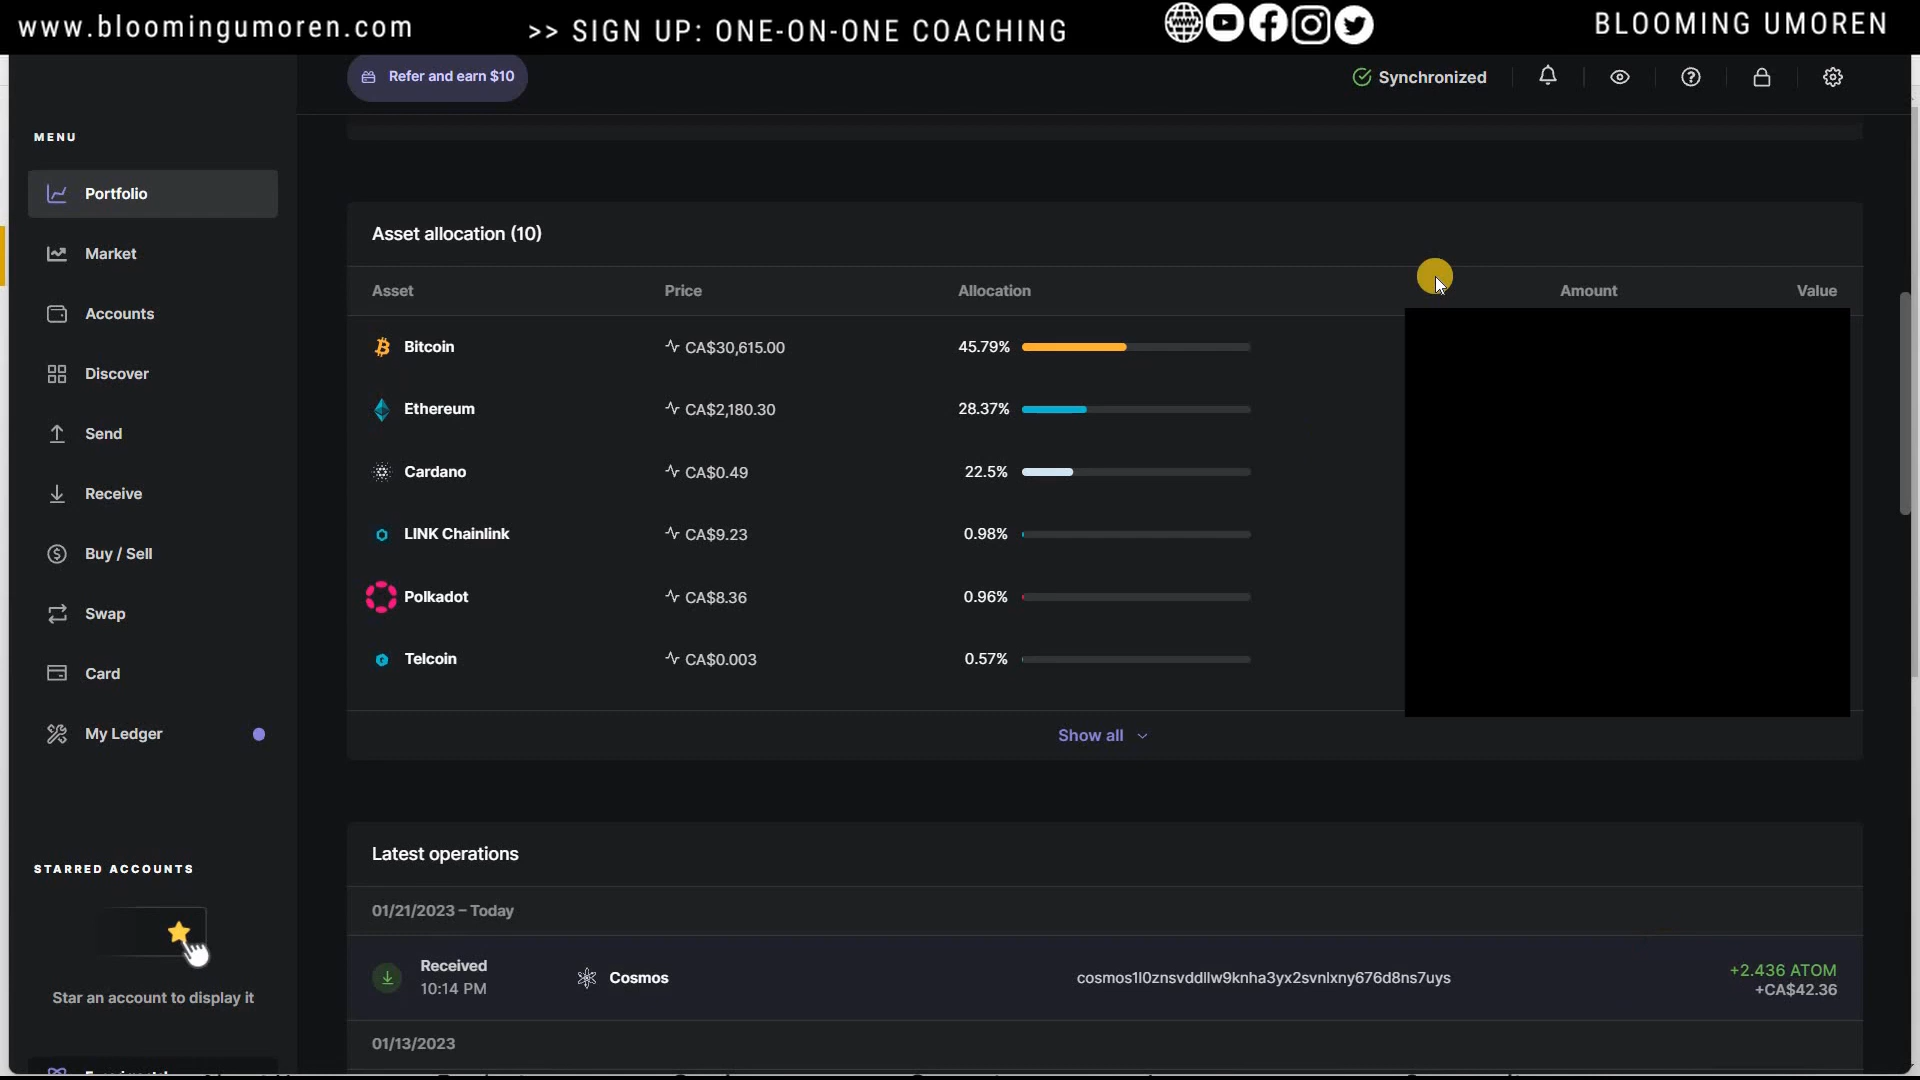 www.bloomingumoren.com
>> SIGN UP: ONE-ON-ONE COACHING
BLOOMING UMOREN
Refer and earn $10
Synchronized
MENU
Portfolio
Market
Accounts
Discover
Send
Receive
Buy / Sell
Swap
Card
My Ledger
STARRED ACCOUNTS
Star an account to display it
Asset allocation (10)
Asset Price Allocation Amount Value
Bitcoin CA$30,615.00 45.79%
Ethereum CA$2,180.30 28.37%
Cardano CA$0.49 22.5%
LINK Chainlink CA$9.23 0.98%
Polkadot CA$8.36 0.96%
Telcoin CA$0.003 0.57%
Show all
Latest operations
01/21/2023 – Today
Received Cosmos cosmos1l0znsvddllw9knha3yx2svnlxny676d8ns7uys +2.436 ATOM
10:14 PM +CA$42.36
01/13/2023